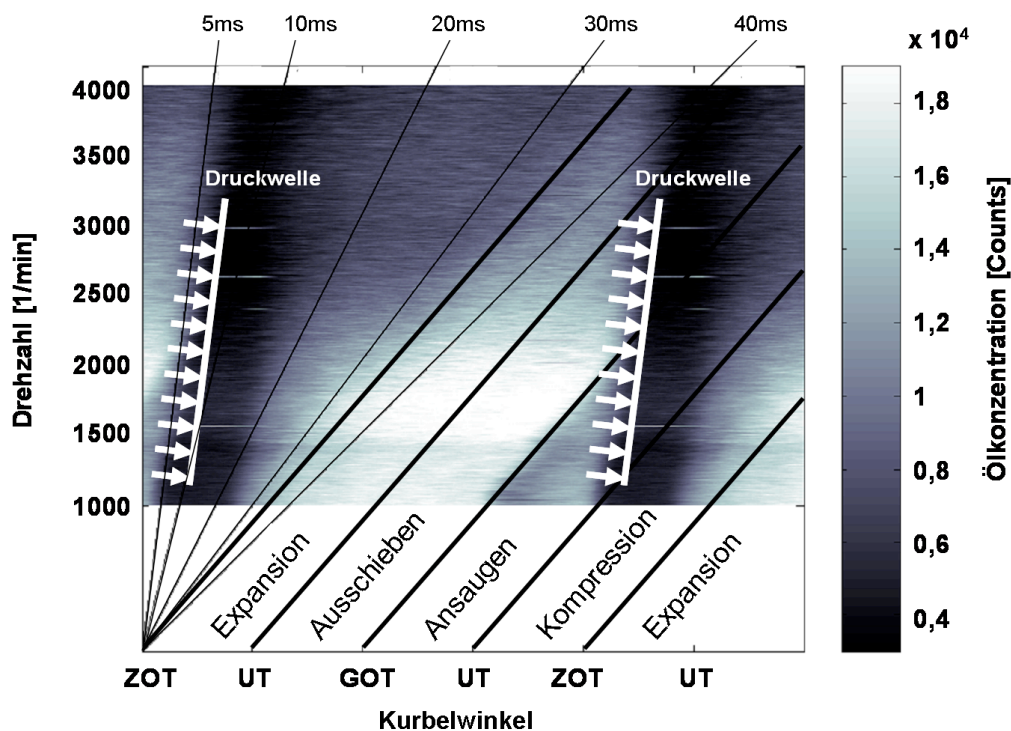 5ms
10ms
20ms
30ms
40ms
x 10⁴
4000
3500
3000
2500
2000
1500
1000
Drehzahl [1/min]
Druckwelle
Druckwelle
Expansion
Ausschieben
Ansaugen
Kompression
Expansion
ZOT
UT
GOT
UT
ZOT
UT
Kurbelwinkel
1,8
1,6
1,4
1,2
1
0,8
0,6
0,4
Ölkonzentration [Counts]